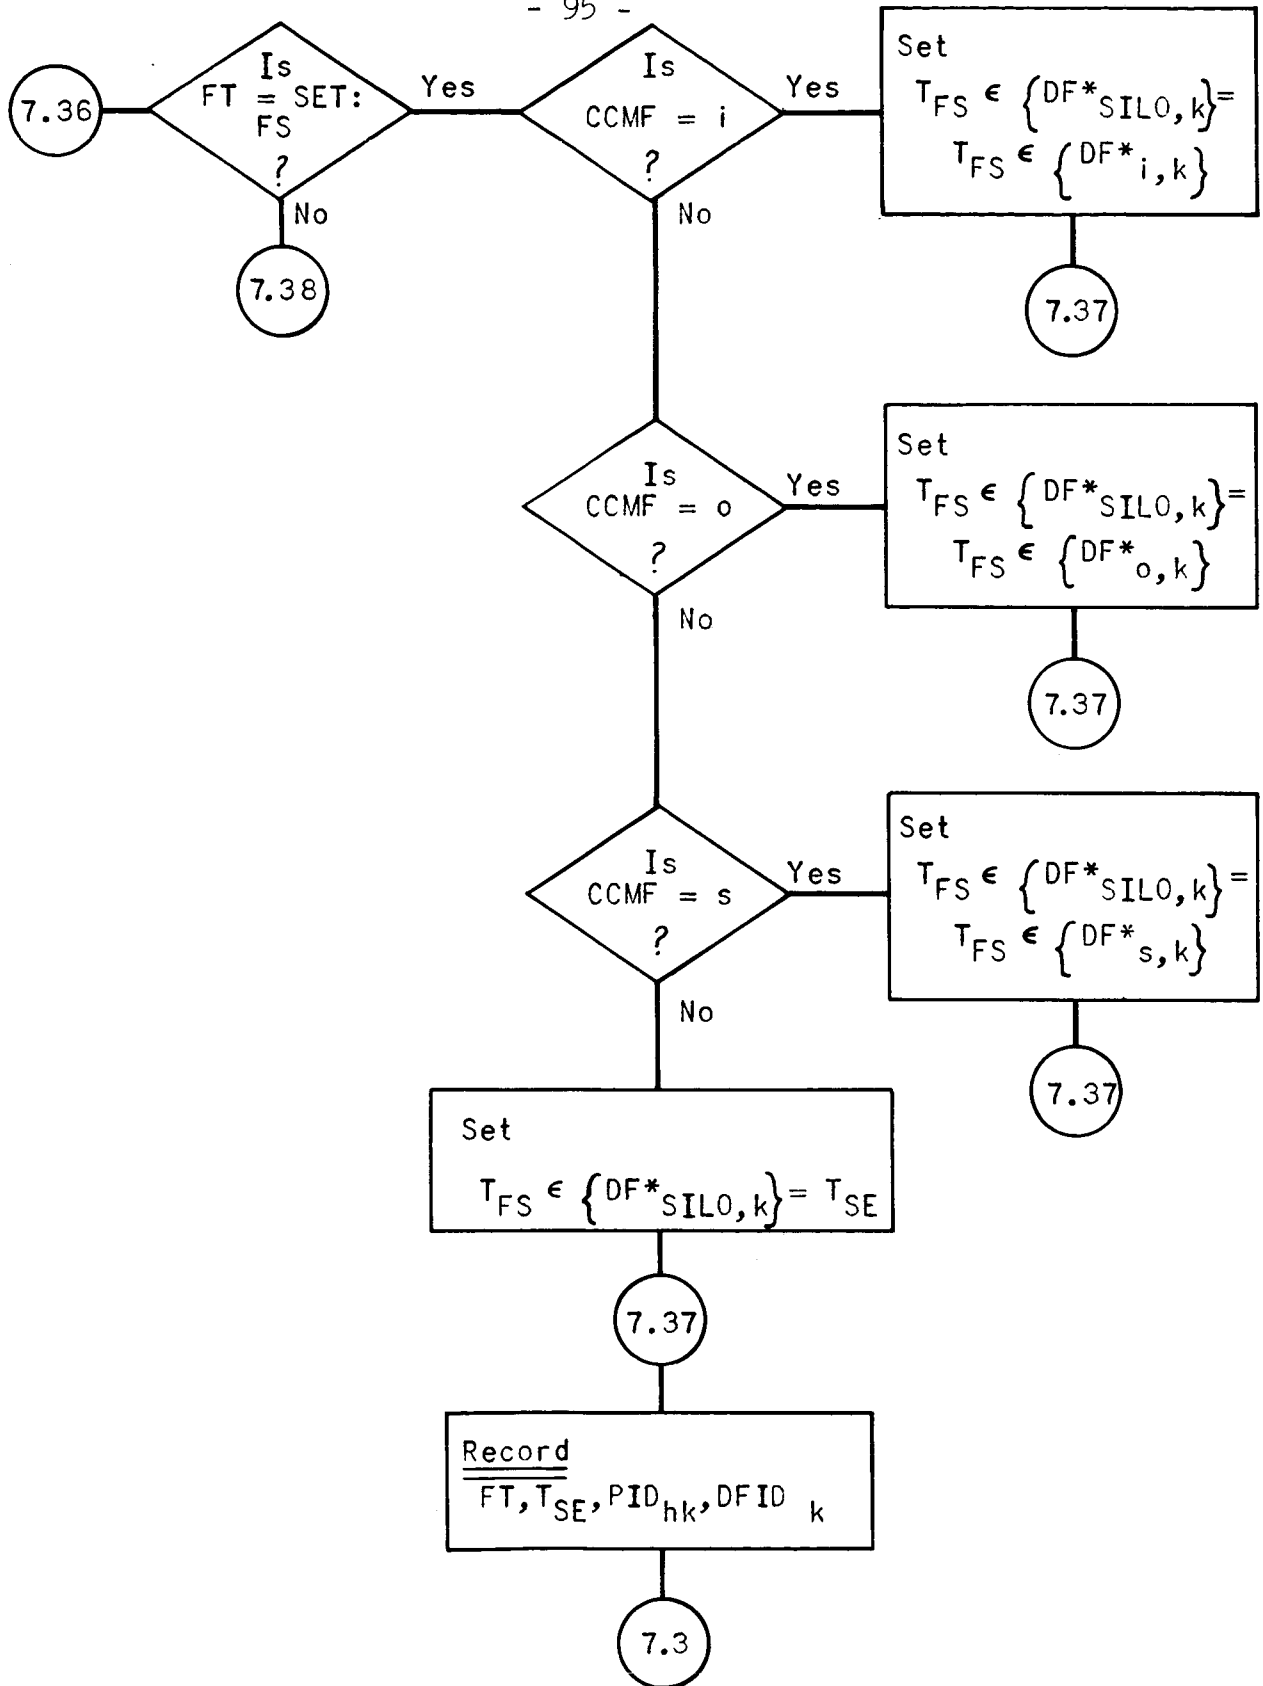 - 95 -
7.36
Is
FT = SET:
FS
?
Yes
No
7.38
Is
CCMF = i
?
Yes
No
Set
T_FS ϵ {DF*_SILO,k}=
T_FS ϵ {DF*_i,k}
7.37
Is
CCMF = o
?
Yes
No
Set
T_FS ϵ {DF*_SILO,k}=
T_FS ϵ {DF*_o,k}
7.37
Is
CCMF = s
?
Yes
No
Set
T_FS ϵ {DF*_SILO,k}=
T_FS ϵ {DF*_s,k}
7.37
Set
T_FS ϵ {DF*_SILO,k}= T_SE
7.37
Record
FT,T_SE,PID_hk,DFID_k
7.3